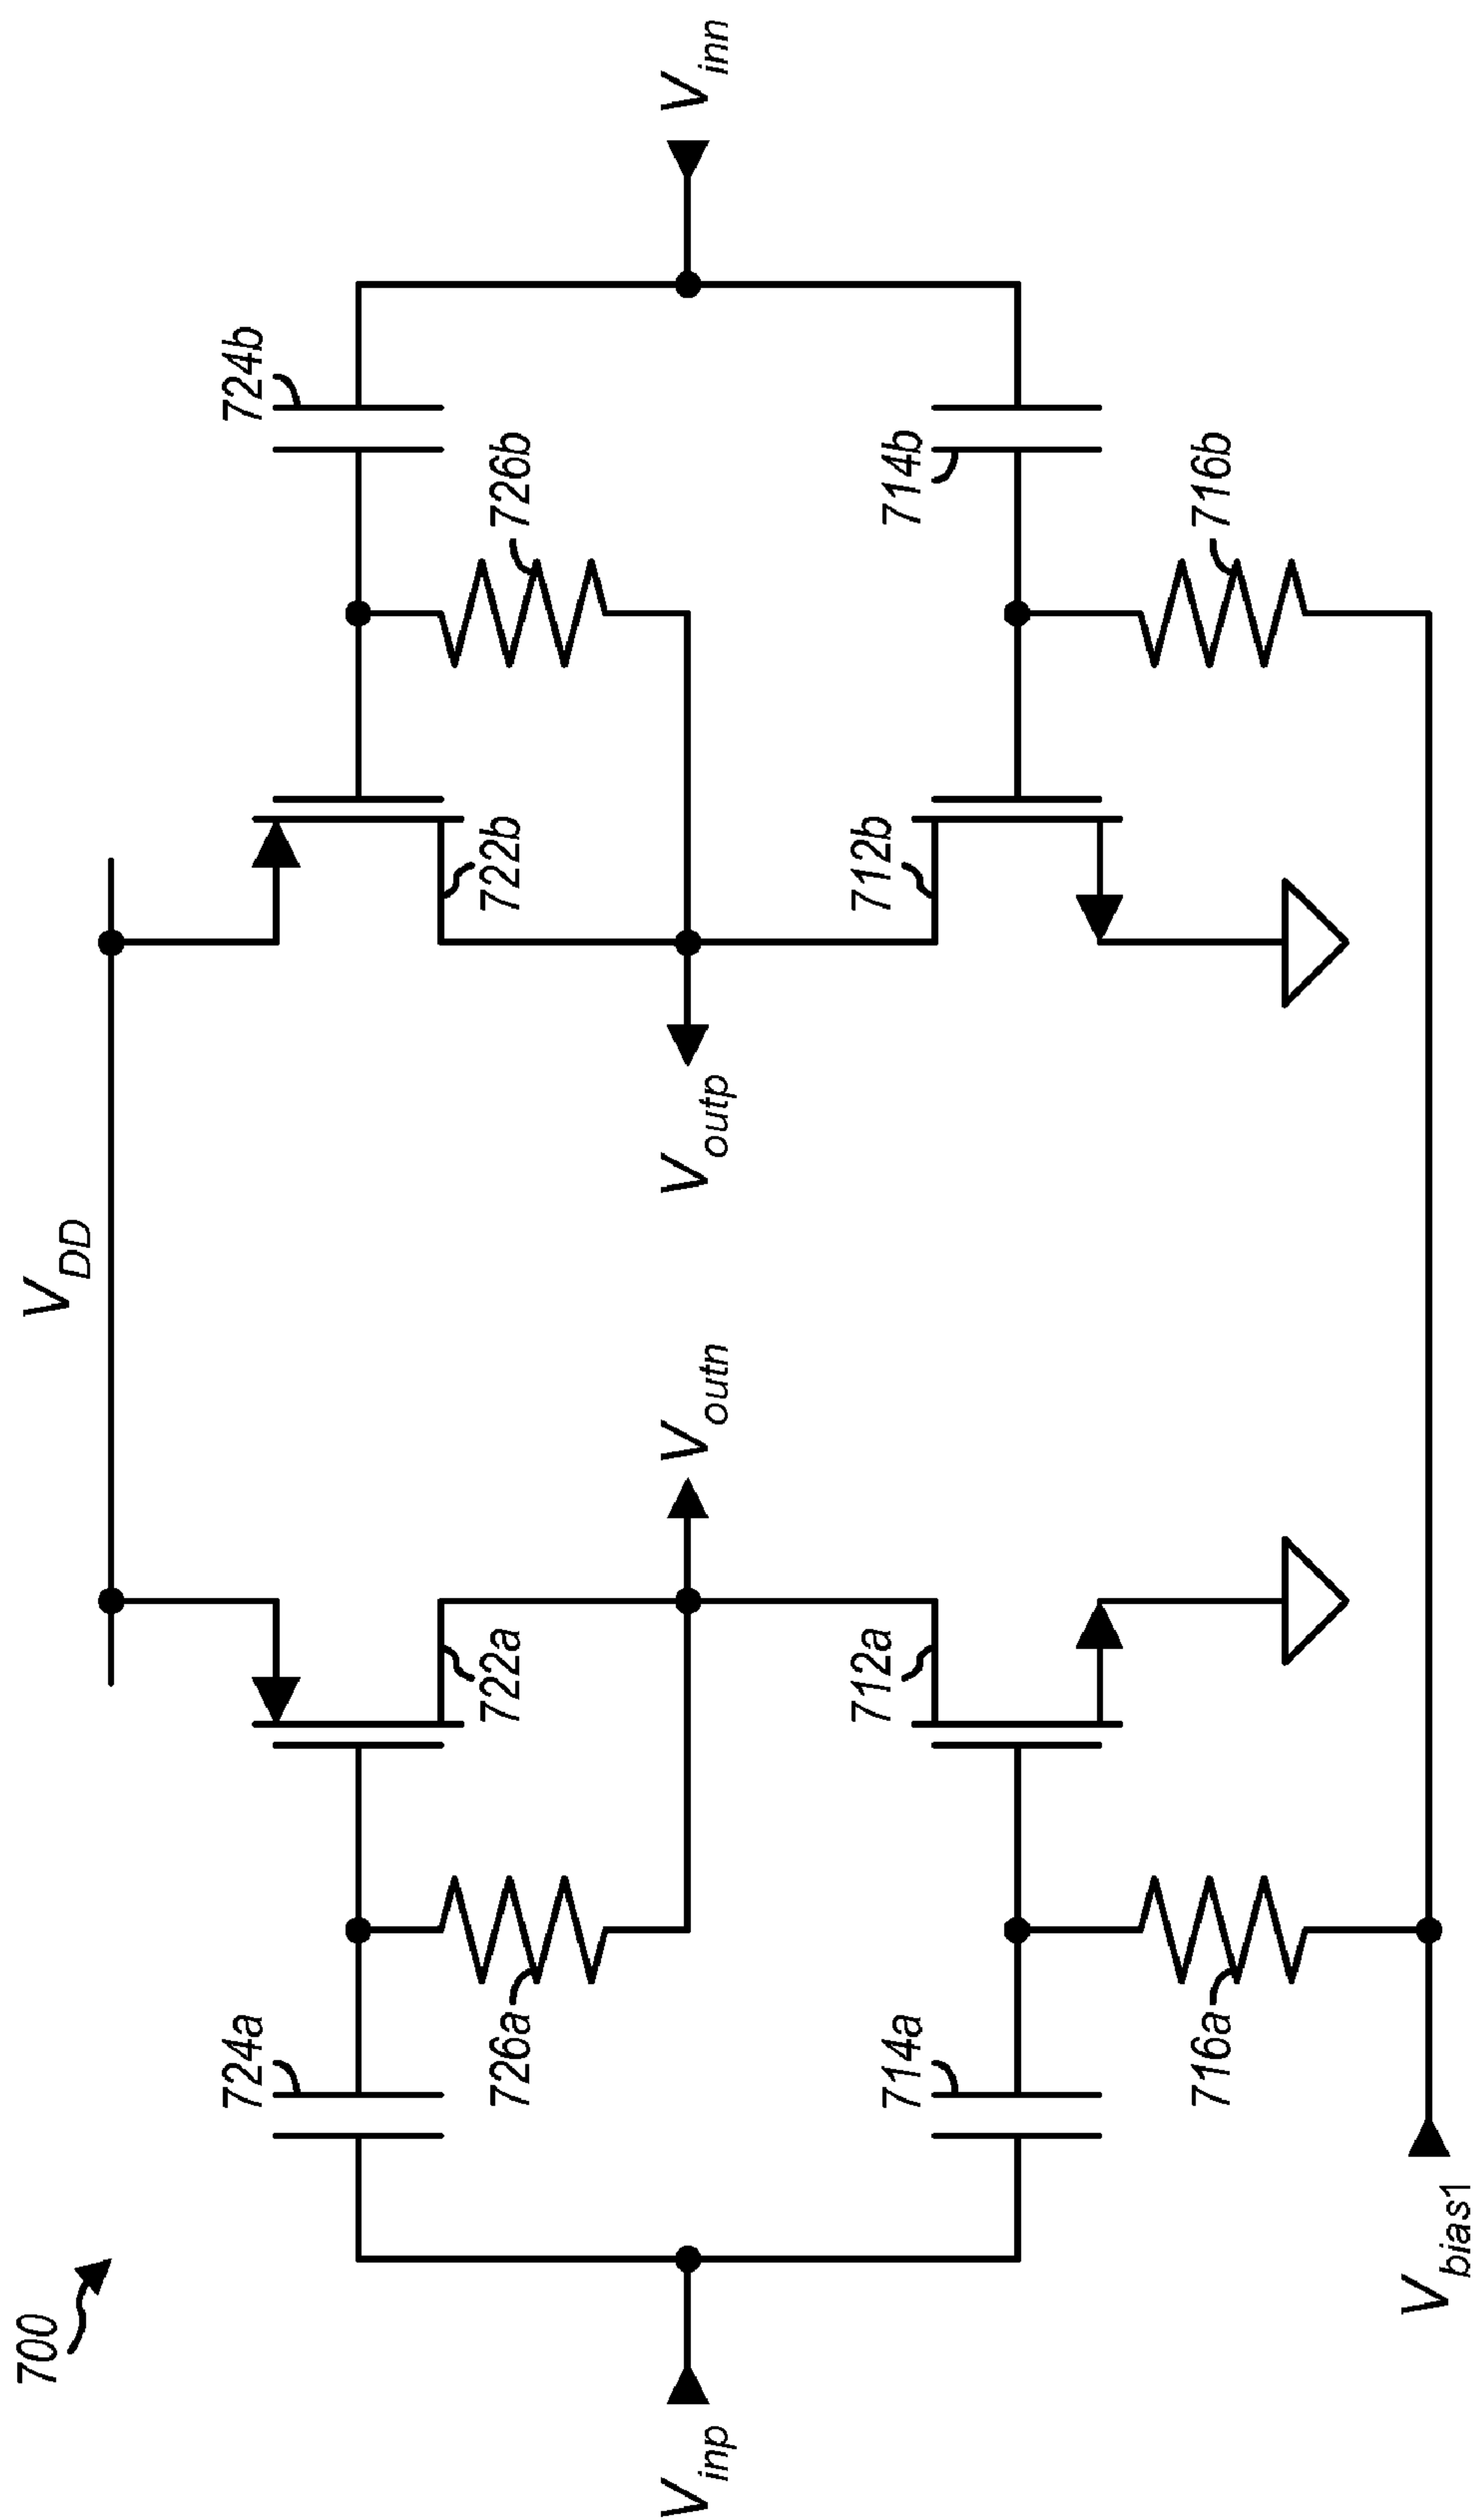 700
V_DD
724a
724b
722a
722b
726a
726b
V_inp
V_outn
V_outp
V_inn
714a
712a
712b
714b
716a
716b
V_bias1